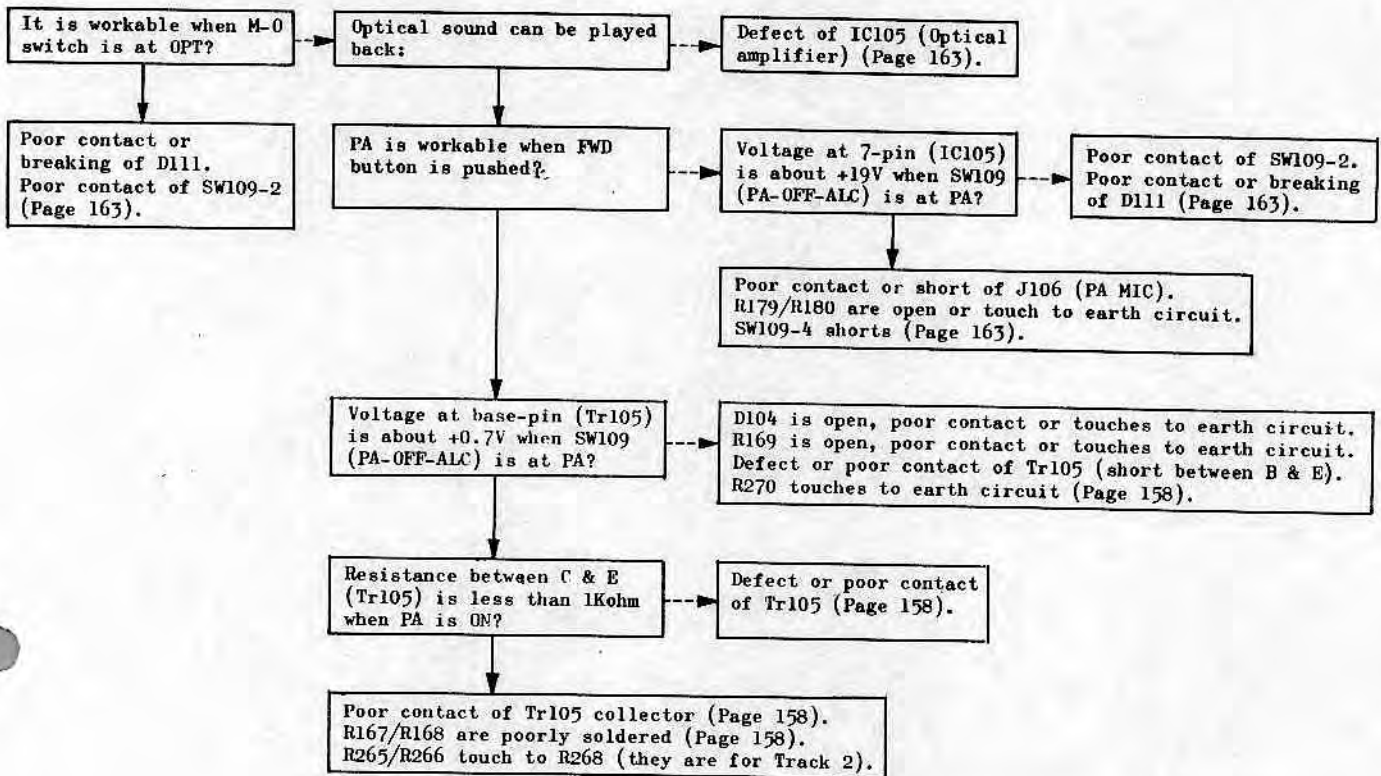 It is workable when M-O
switch is at OPT?
Optical sound can be played
back:
Defect of IC105 (Optical
amplifier) (Page 163).
Poor contact or
breaking of D111.
Poor contact of SW109-2
(Page 163).
PA is workable when FWD
button is pushed?
Voltage at 7-pin (IC105)
is about +19V when SW109
(PA-OFF-ALC) is at PA?
Poor contact of SW109-2.
Poor contact or breaking
of D111 (Page 163).
Poor contact or short of J106 (PA MIC).
R179/R180 are open or touch to earth circuit.
SW109-4 shorts (Page 163).
Voltage at base-pin (Tr105)
is about +0.7V when SW109
(PA-OFF-ALC) is at PA?
D104 is open, poor contact or touches to earth circuit.
R169 is open, poor contact or touches to earth circuit.
Defect or poor contact of Tr105 (short between B & E).
R270 touches to earth circuit (Page 158).
Resistance between C & E
(Tr105) is less than 1Kohm
when PA is ON?
Defect or poor contact
of Tr105 (Page 158).
Poor contact of Tr105 collector (Page 158).
R167/R168 are poorly soldered (Page 158).
R265/R266 touch to R268 (they are for Track 2).